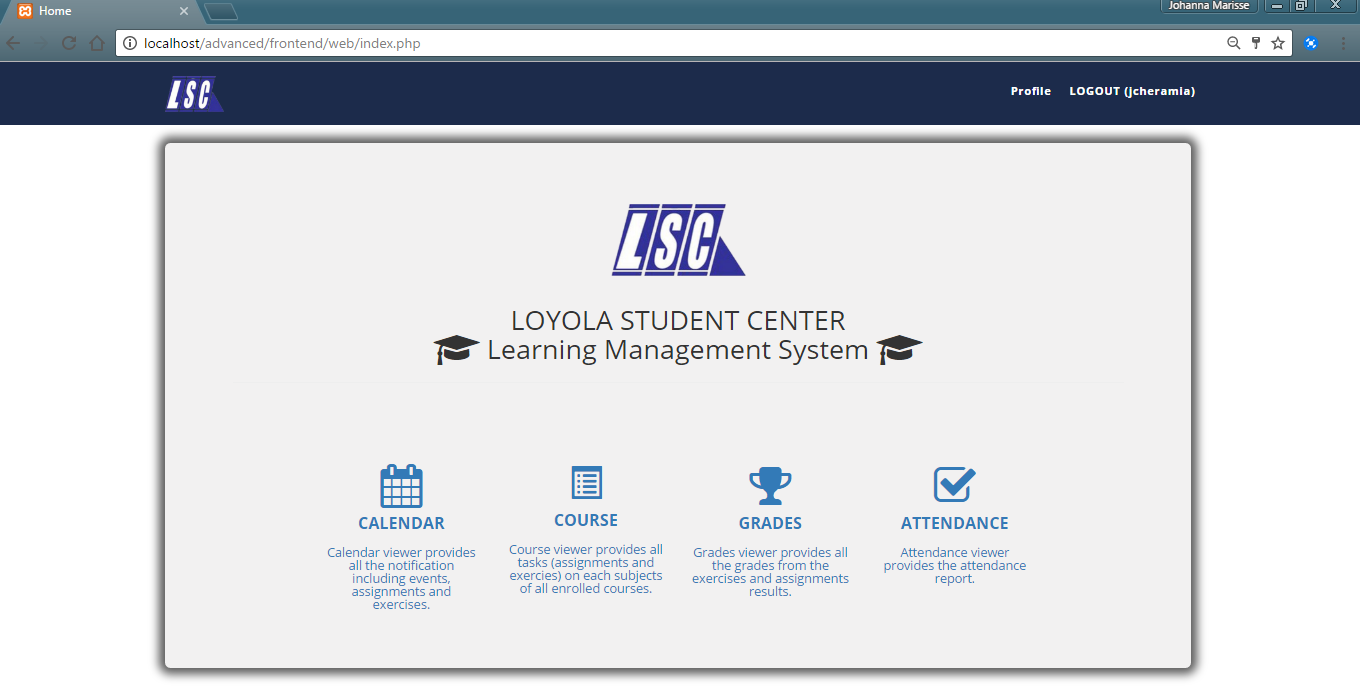 Home
Johanna Marisse
localhost/advanced/frontend/web/index.php
LSC
Profile
LOGOUT (jcheramia)
LSC
LOYOLA STUDENT CENTER
Learning Management System
CALENDAR
Calendar viewer provides
all the notification
including events,
assignments and
exercises.
COURSE
Course viewer provides all
tasks (assignments and
exercies) on each subjects
of all enrolled courses.
GRADES
Grades viewer provides all
the grades from the
exercises and assignments
results.
ATTENDANCE
Attendance viewer
provides the attendance
report.